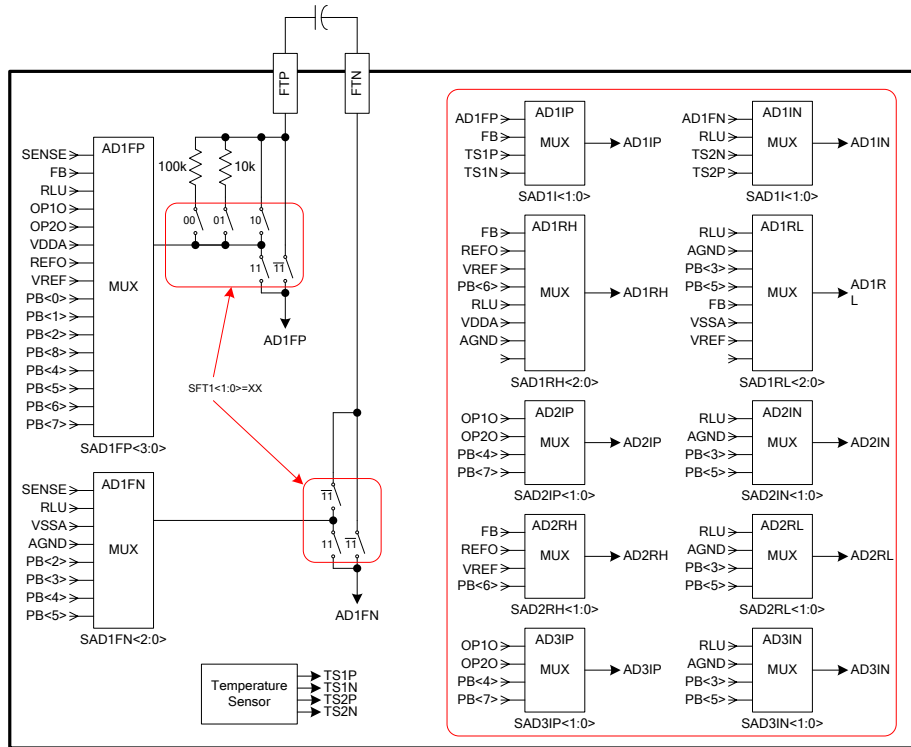 FTP
FTN
AD1FP
SENSE
FB
RLU
OP1O
OP2O
VDDA
REFO
VREF
PB<0>
PB<1>
PB<2>
PB<8>
PB<4>
PB<5>
PB<6>
PB<7>
MUX
SAD1FP<3:0>
100k
10k
00
01
10
11
11
AD1FP
SFT1<1:0>=XX
AD1FN
SENSE
RLU
VSSA
AGND
PB<2>
PB<3>
PB<4>
PB<5>
MUX
SAD1FN<2:0>
11
11
11
AD1FN
Temperature
Sensor
TS1P
TS1N
TS2P
TS2N
AD1IP
AD1FP
FB
TS1P
TS1N
MUX
AD1IP
SAD1I<1:0>
AD1IN
AD1FN
RLU
TS2N
TS2P
MUX
AD1IN
SAD1I<1:0>
AD1RH
FB
REFO
VREF
PB<6>
RLU
VDDA
AGND
MUX
AD1RH
SAD1RH<2:0>
AD1RL
RLU
AGND
PB<3>
PB<5>
FB
VSSA
VREF
MUX
AD1R
L
SAD1RL<2:0>
AD2IP
OP1O
OP2O
PB<4>
PB<7>
MUX
AD2IP
SAD2IP<1:0>
AD2IN
RLU
AGND
PB<3>
PB<5>
MUX
AD2IN
SAD2IN<1:0>
AD2RH
FB
REFO
VREF
PB<6>
MUX
AD2RH
SAD2RH<1:0>
AD2RL
RLU
AGND
PB<3>
PB<5>
MUX
AD2RL
SAD2RL<1:0>
AD3IP
OP1O
OP2O
PB<4>
PB<7>
MUX
AD3IP
SAD3IP<1:0>
AD3IN
RLU
AGND
PB<3>
PB<5>
MUX
AD3IN
SAD3IN<1:0>